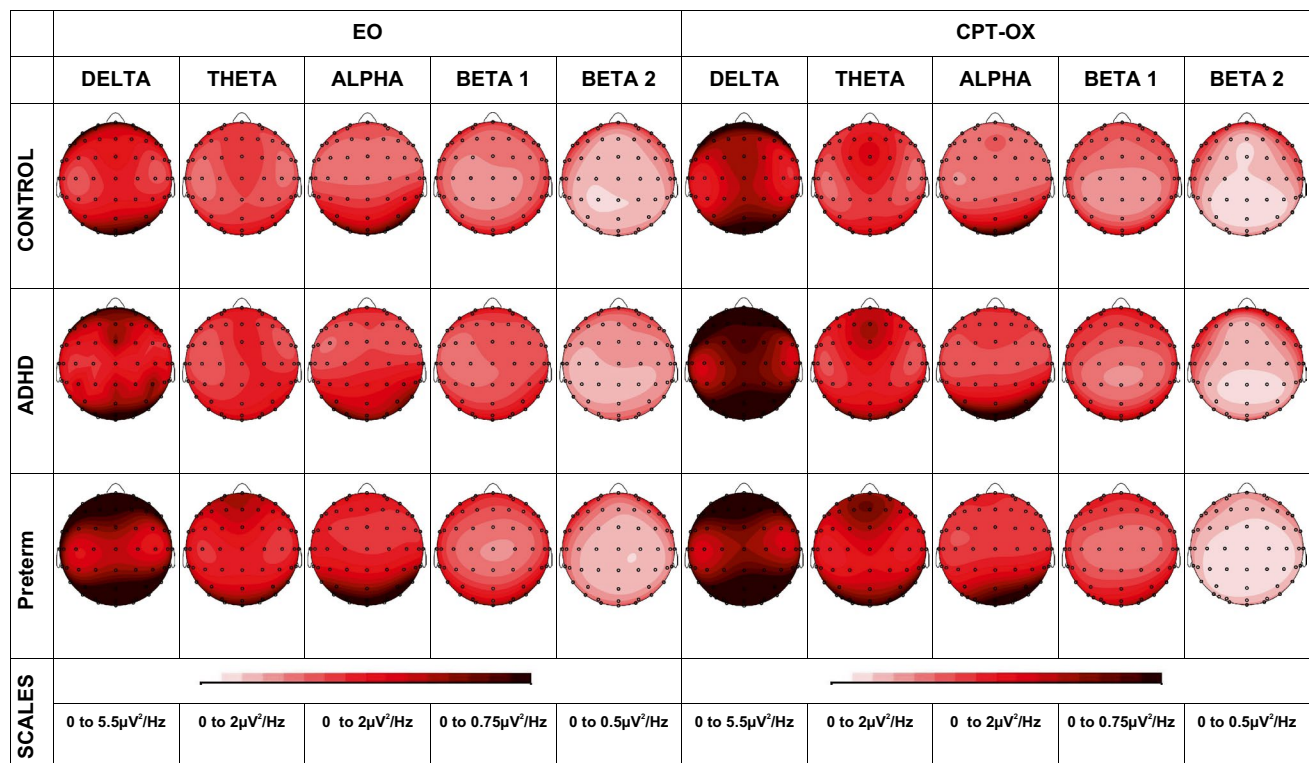 EO CPT-OX
DELTA THETA ALPHA BETA 1 BETA 2 DELTA THETA ALPHA BETA 1 BETA 2
CONTROL
ADHD
Preterm
SCALES
0 to 5.5µV²/Hz 0 to 2µV²/Hz 0 to 2µV²/Hz 0 to 0.75µV²/Hz 0 to 0.5µV²/Hz 0 to 5.5µV²/Hz 0 to 2µV²/Hz 0 to 2µV²/Hz 0 to 0.75µV²/Hz 0 to 0.5µV²/Hz